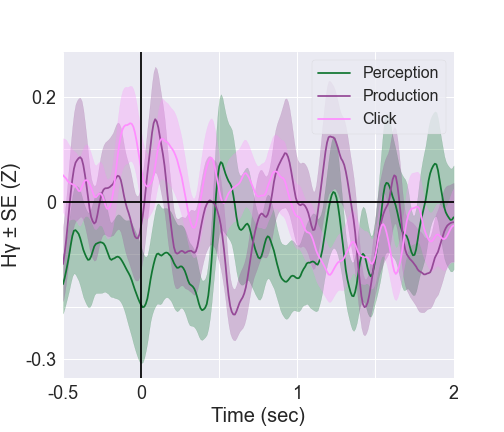 Perception
Production
Click
Hγ ± SE (Z)
0.2
0
-0.3
-0.5
0
1
2
Time (sec)